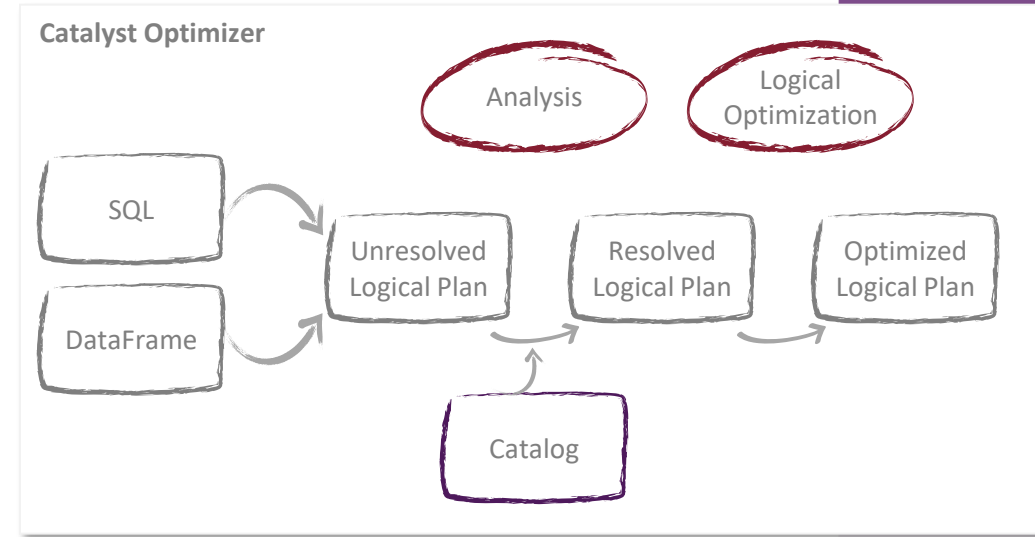 Catalyst Optimizer
Analysis
Logical
Optimization
SQL
DataFrame
Unresolved
Logical Plan
Resolved
Logical Plan
Optimized
Logical Plan
Catalog